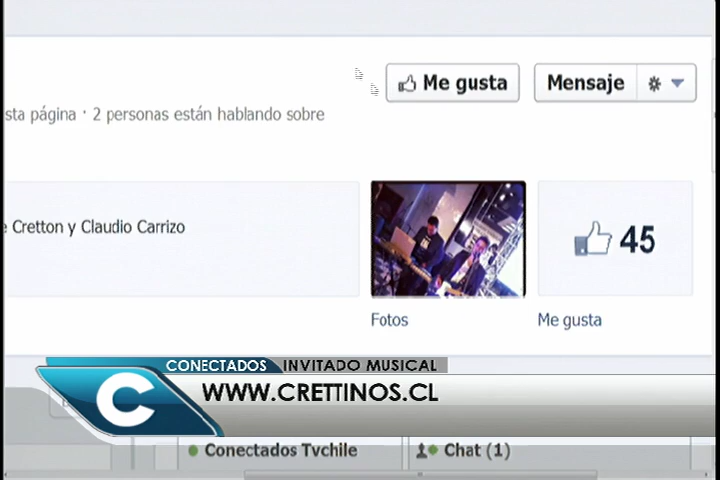 Me gusta
Mensaje
sta página · 2 personas están hablando sobre
e Cretton y Claudio Carrizo
45
Fotos
Me gusta
CONECTADOS INVITADO MUSICAL
C
WWW.CRETTINOS.CL
Conectados Tvchile
Chat (1)